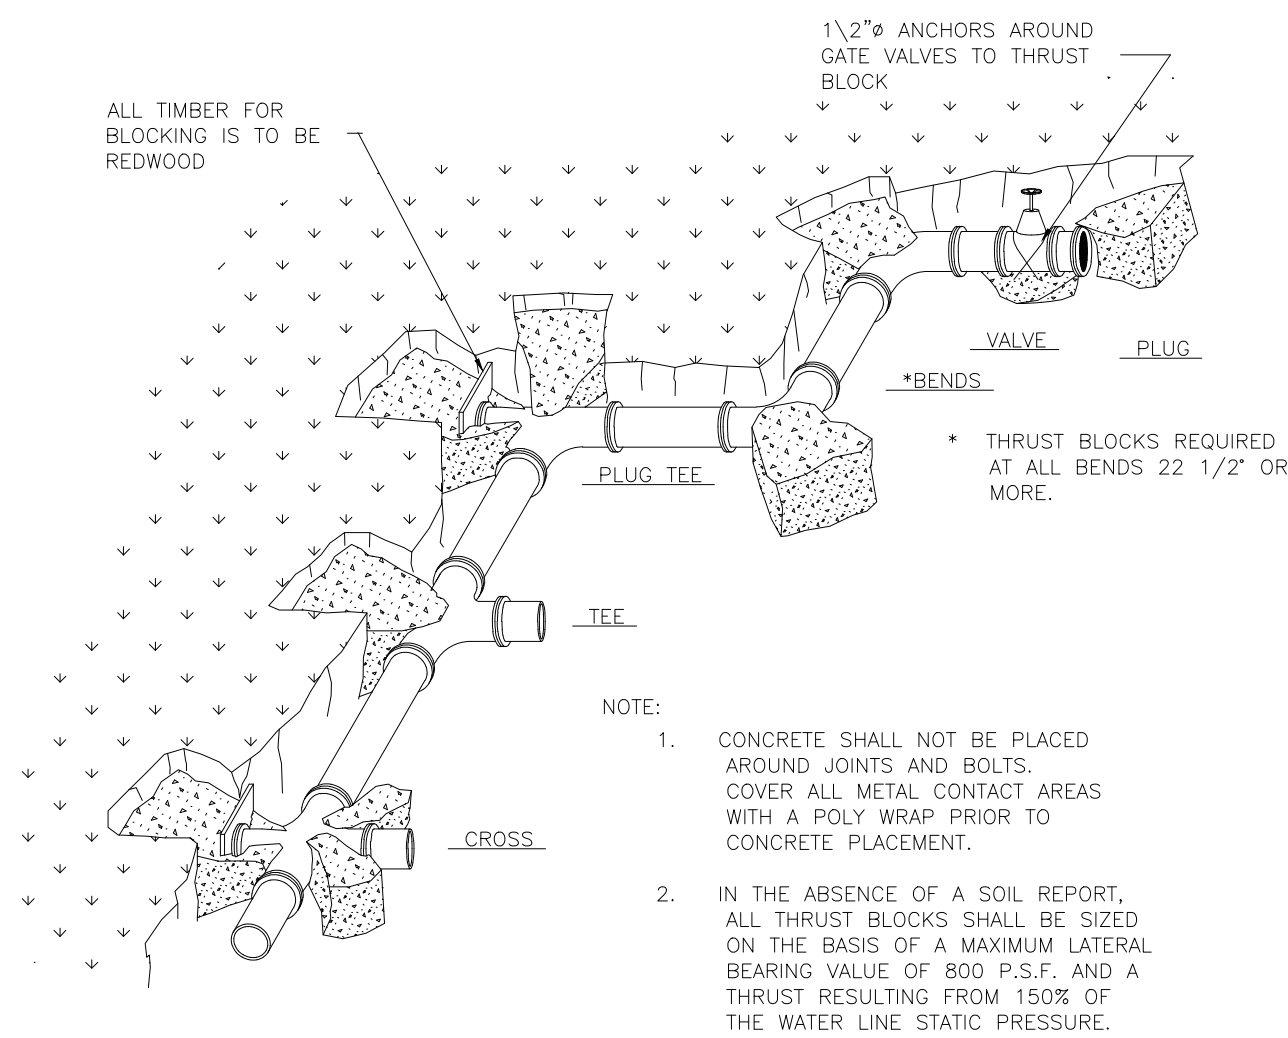 1\2"ø ANCHORS AROUND
GATE VALVES TO THRUST
BLOCK
ALL TIMBER FOR
BLOCKING IS TO BE
REDWOOD
VALVE
PLUG
*BENDS
* THRUST BLOCKS REQUIRED
AT ALL BENDS 22 1/2° OR
MORE.
PLUG TEE
TEE
CROSS
NOTE:
1. CONCRETE SHALL NOT BE PLACED
AROUND JOINTS AND BOLTS.
COVER ALL METAL CONTACT AREAS
WITH A POLY WRAP PRIOR TO
CONCRETE PLACEMENT.
2. IN THE ABSENCE OF A SOIL REPORT,
ALL THRUST BLOCKS SHALL BE SIZED
ON THE BASIS OF A MAXIMUM LATERAL
BEARING VALUE OF 800 P.S.F. AND A
THRUST RESULTING FROM 150% OF
THE WATER LINE STATIC PRESSURE.